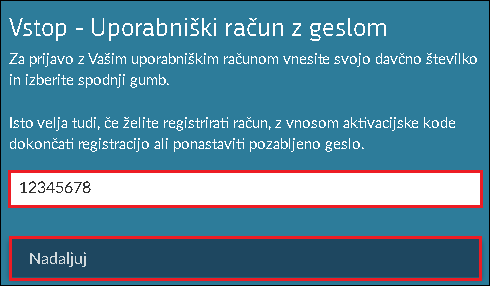 Vstop - Uporabniški račun z geslom
Za prijavo z Vašim uporabniškim računom vnesite svojo davčno številko
in izberite spodnji gumb.
Isto velja tudi, če želite registrirati račun, z vnosom aktivacijske kode
dokončati registracijo ali ponastaviti pozabljeno geslo.
12345678
Nadaljuj